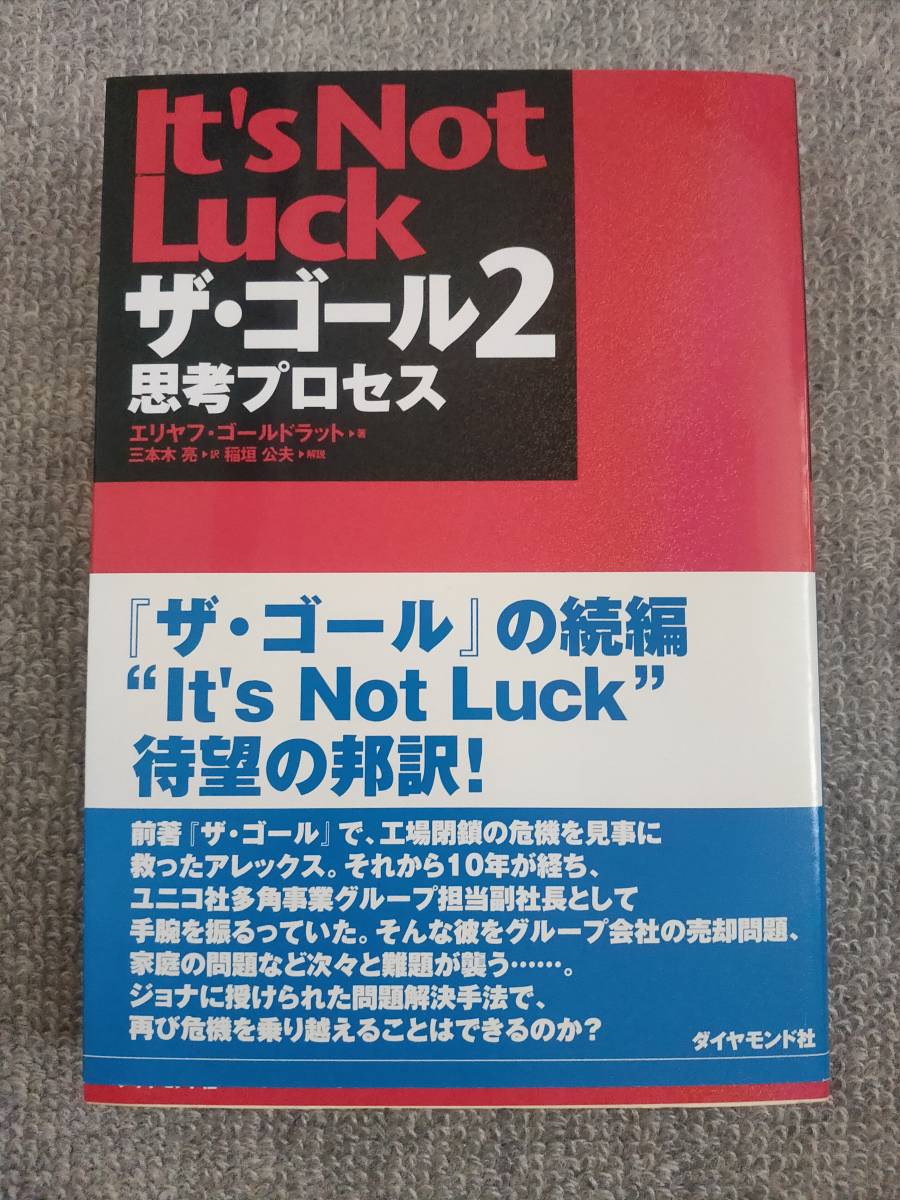 It's Not
Luck
ザ・ゴール2
思考プロセス
エリヤフ・ゴールドラット▶著
三本木 亮▶訳 稲垣 公夫▶解説
『ザ・ゴール』の続編
“It's Not Luck”
待望の邦訳!
前著『ザ・ゴール』で、工場閉鎖の危機を見事に
救ったアレックス。それから10年が経ち、
ユニコ社多角事業グループ担当副社長として
手腕を振るっていた。そんな彼をグループ会社の売却問題、
家庭の問題など次々と難題が襲う……。
ジョナに授けられた問題解決手法で、
再び危機を乗り越えることはできるのか?
ダイヤモンド社